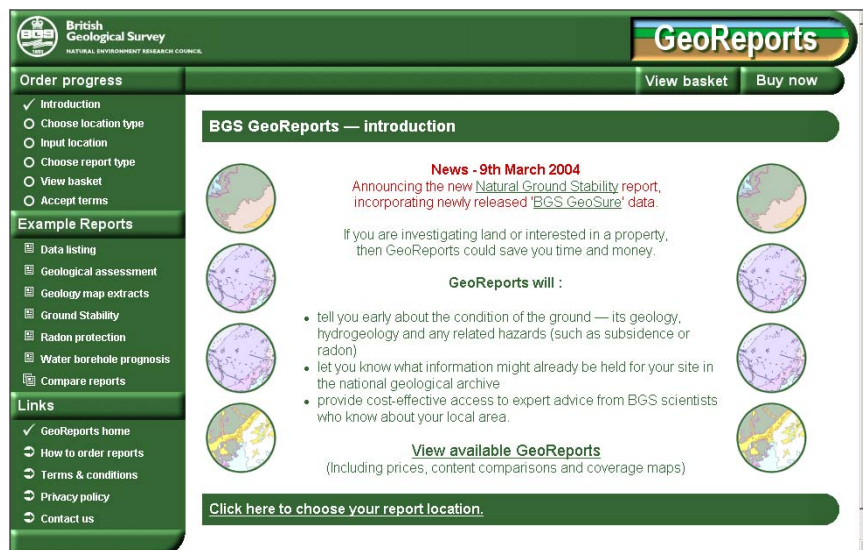 British
Geological Survey
NATURAL ENVIRONMENT RESEARCH COUNCIL
BGS
1835
GeoReports
Order progress
View basket
Buy now
Introduction
Choose location type
Input location
Choose report type
View basket
Accept terms
Example Reports
Data listing
Geological assessment
Geology map extracts
Ground Stability
Radon protection
Water borehole prognosis
Compare reports
Links
GeoReports home
How to order reports
Terms & conditions
Privacy policy
Contact us
BGS GeoReports — introduction
News - 9th March 2004
Announcing the new Natural Ground Stability report,
incorporating newly released 'BGS GeoSure' data.
If you are investigating land or interested in a property,
then GeoReports could save you time and money.
GeoReports will :
• tell you early about the condition of the ground — its geology,
hydrogeology and any related hazards (such as subsidence or
radon)
• let you know what information might already be held for your site in
the national geological archive
• provide cost-effective access to expert advice from BGS scientists
who know about your local area.
View available GeoReports
(Including prices, content comparisons and coverage maps)
Click here to choose your report location.